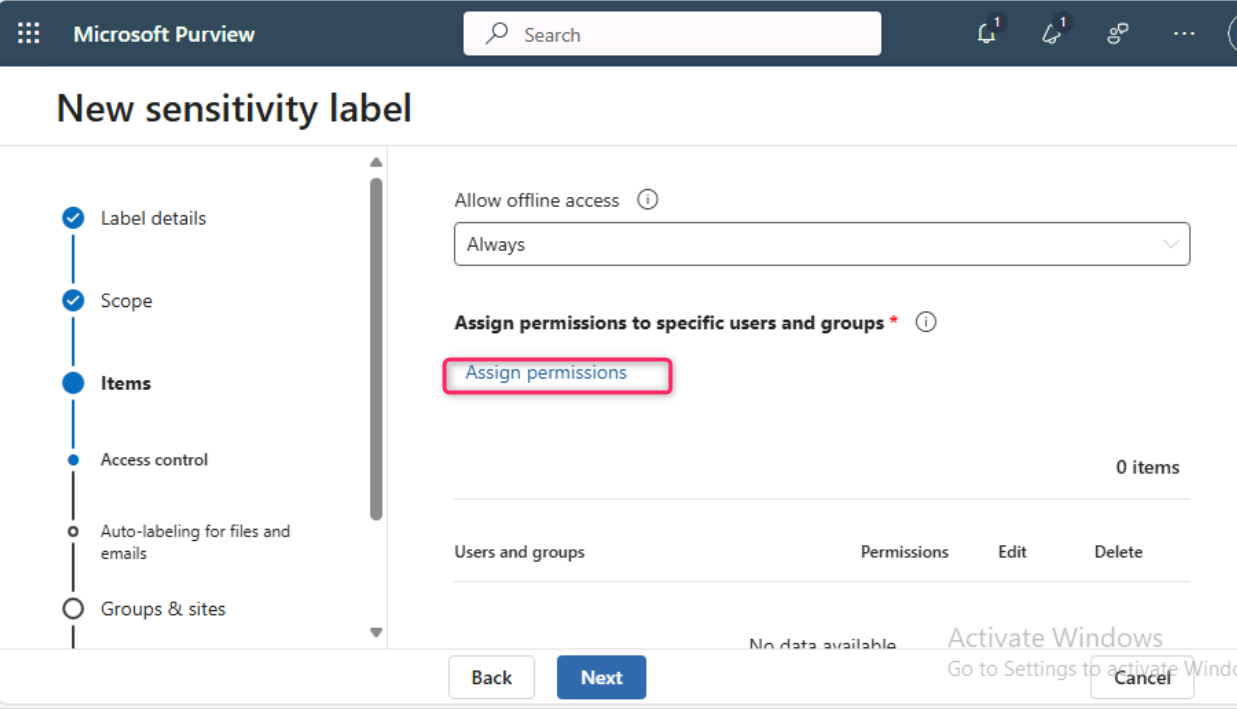 Microsoft Purview
Search
1
1
New sensitivity label
Label details
Scope
Items
Access control
Auto-labeling for files and
emails
Groups & sites
Allow offline access
Always
Assign permissions to specific users and groups *
Assign permissions
0 items
Users and groups Permissions Edit Delete
No data available
Activate Windows
Go to Settings to activate Windo
Back Next Cancel